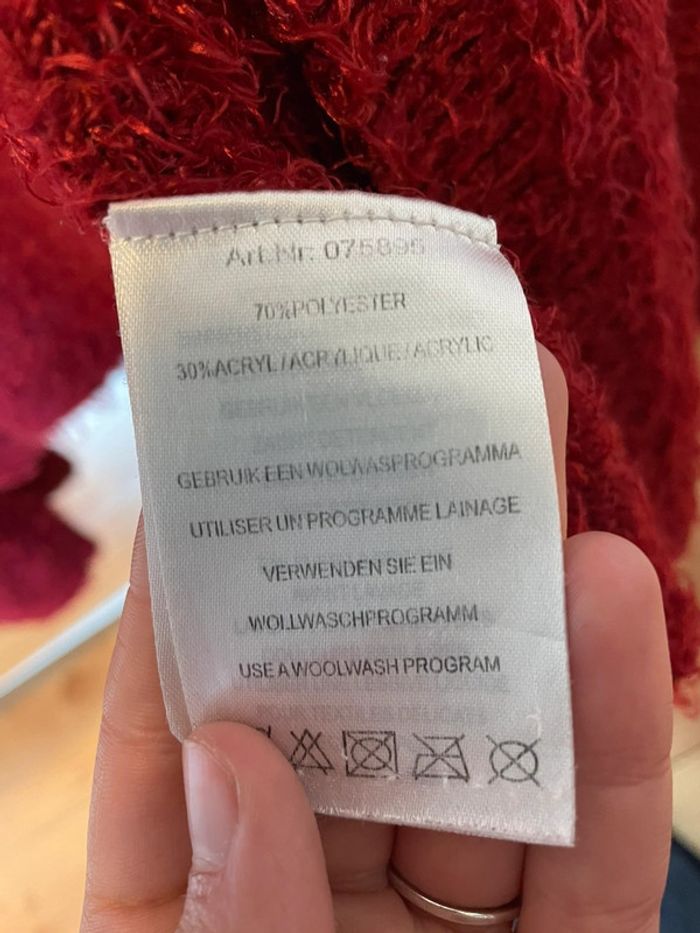 Art.Nr: 075895
70%POLYESTER
30%ACRYL/ACRYLIQUE/ACRYLIC
GEBRUIK EEN WOLWASPROGRAMMA
UTILISER UN PROGRAMME LAINAGE
VERWENDEN SIE EIN
WOLLWASCHPROGRAMM
USE A WOOLWASH PROGRAM